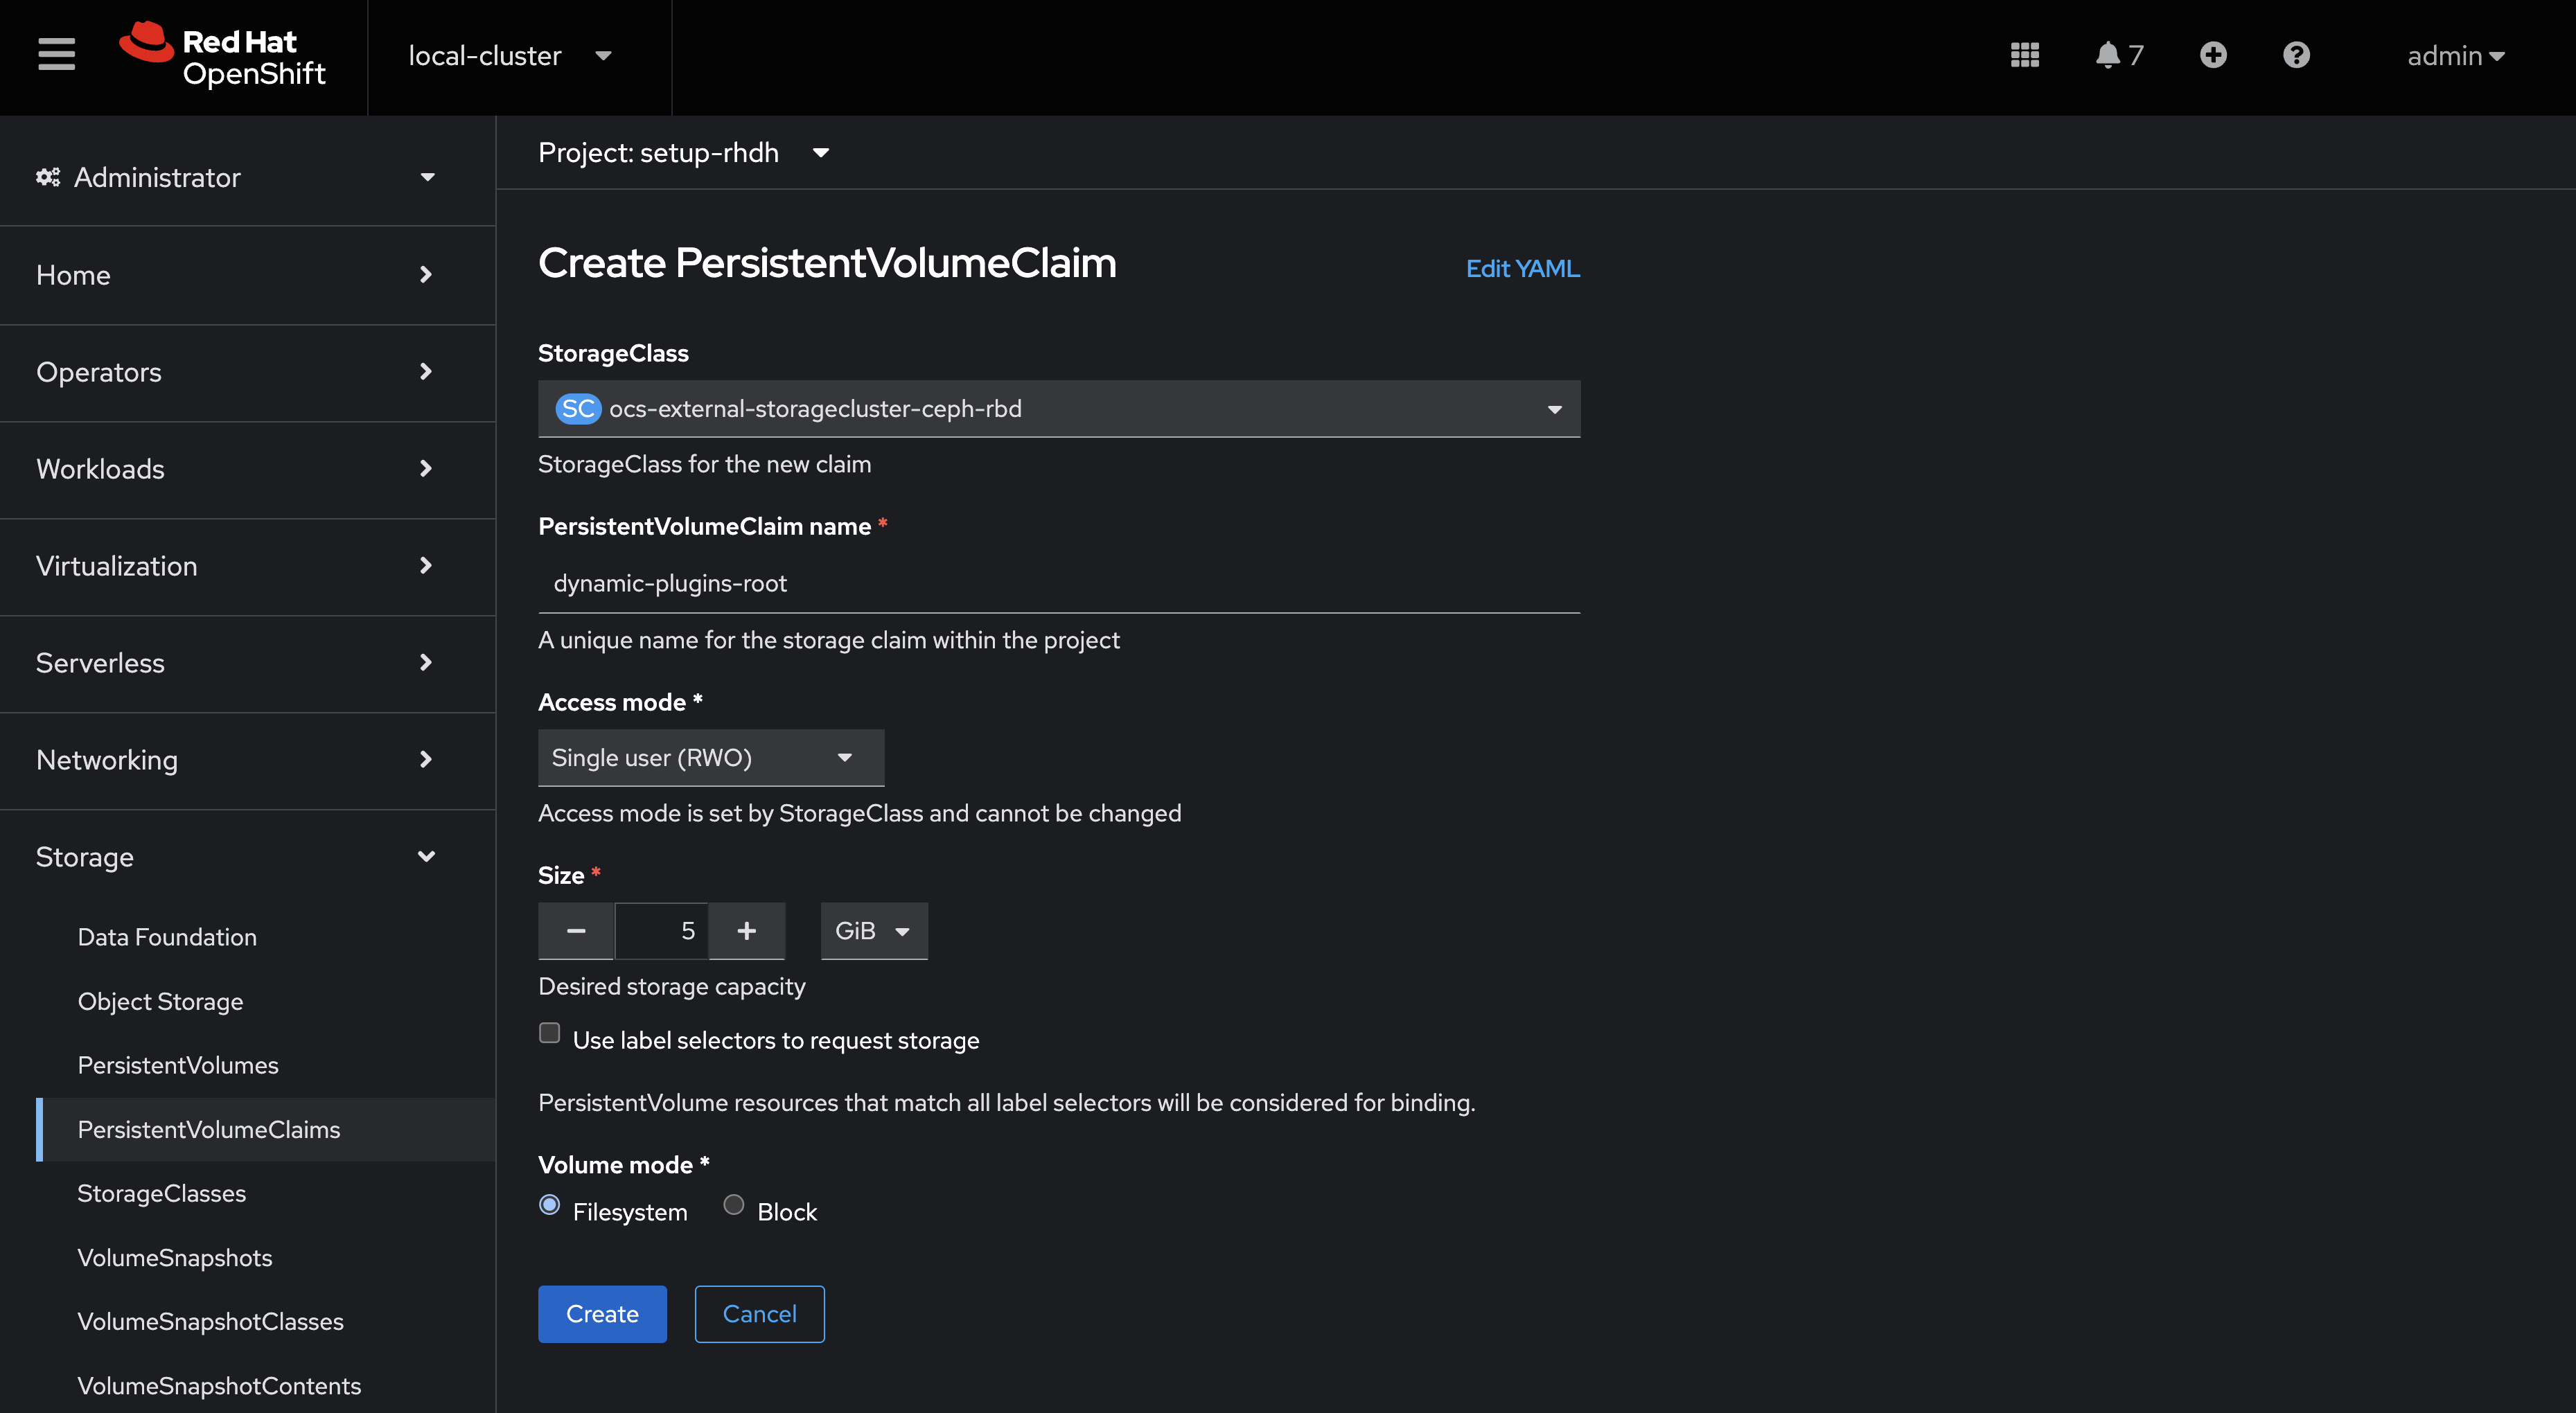 Red Hat
OpenShift
local-cluster
7
admin
Administrator
Home
Operators
Workloads
Virtualization
Serverless
Networking
Storage
Data Foundation
Object Storage
PersistentVolumes
PersistentVolumeClaims
StorageClasses
VolumeSnapshots
VolumeSnapshotClasses
VolumeSnapshotContents
Project: setup-rhdh
Create PersistentVolumeClaim
Edit YAML
StorageClass
SC ocs-external-storagecluster-ceph-rbd
StorageClass for the new claim
PersistentVolumeClaim name *
dynamic-plugins-root
A unique name for the storage claim within the project
Access mode *
Single user (RWO)
Access mode is set by StorageClass and cannot be changed
Size *
5 GiB
Desired storage capacity
Use label selectors to request storage
PersistentVolume resources that match all label selectors will be considered for binding.
Volume mode *
Filesystem Block
Create Cancel